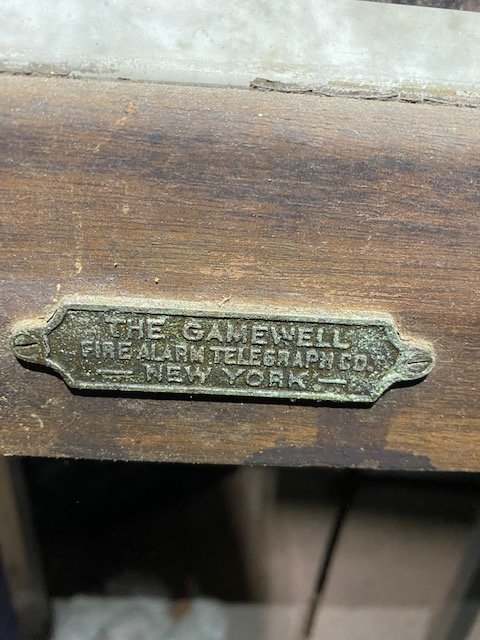 THE GAMEWELL
FIRE ALARM TELEGRAPH CO.
— NEW YORK —